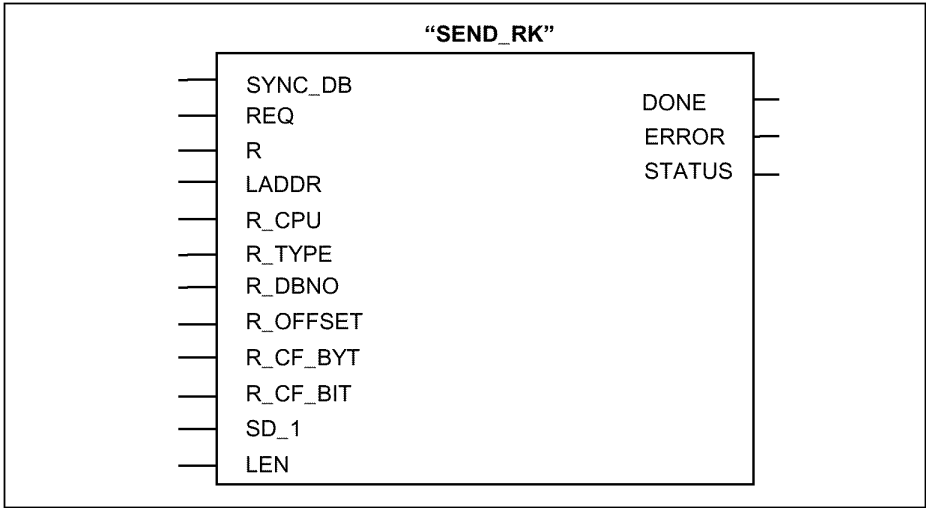 “SEND_RK”
SYNC_DB
REQ
R
LADDR
R_CPU
R_TYPE
R_DBNO
R_OFFSET
R_CF_BYT
R_CF_BIT
SD_1
LEN
DONE
ERROR
STATUS